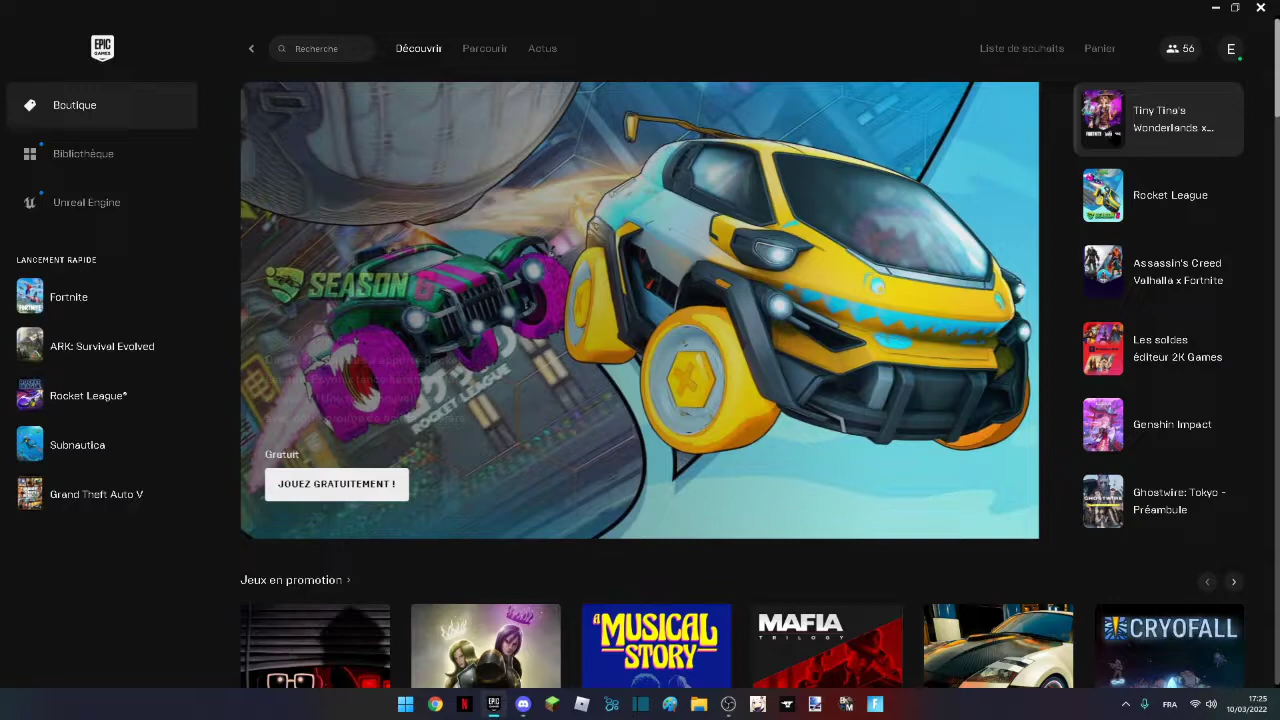 EPIC
GAMES
Recherche
Découvrir
Parcourir
Actus
Liste de souhaits
Panier
56
E
Boutique
Bibliothèque
Unreal Engine
LANCEMENT RAPIDE
Fortnite
ARK: Survival Evolved
Rocket League®
Subnautica
Grand Theft Auto V
SEASON 6
ROCKET LEAGUE
Gratuit
JOUEZ GRATUITEMENT !
Tiny Tina's
Wonderlands x...
Rocket League
Assassin's Creed
Valhalla x Fortnite
Les soldes
éditeur 2K Games
Genshin Impact
Ghostwire: Tokyo -
Préambule
Jeux en promotion
A MUSICAL
STORY
MAFIA
TRILOGY
CRYOFALL
FRA
17:25
10/03/2022